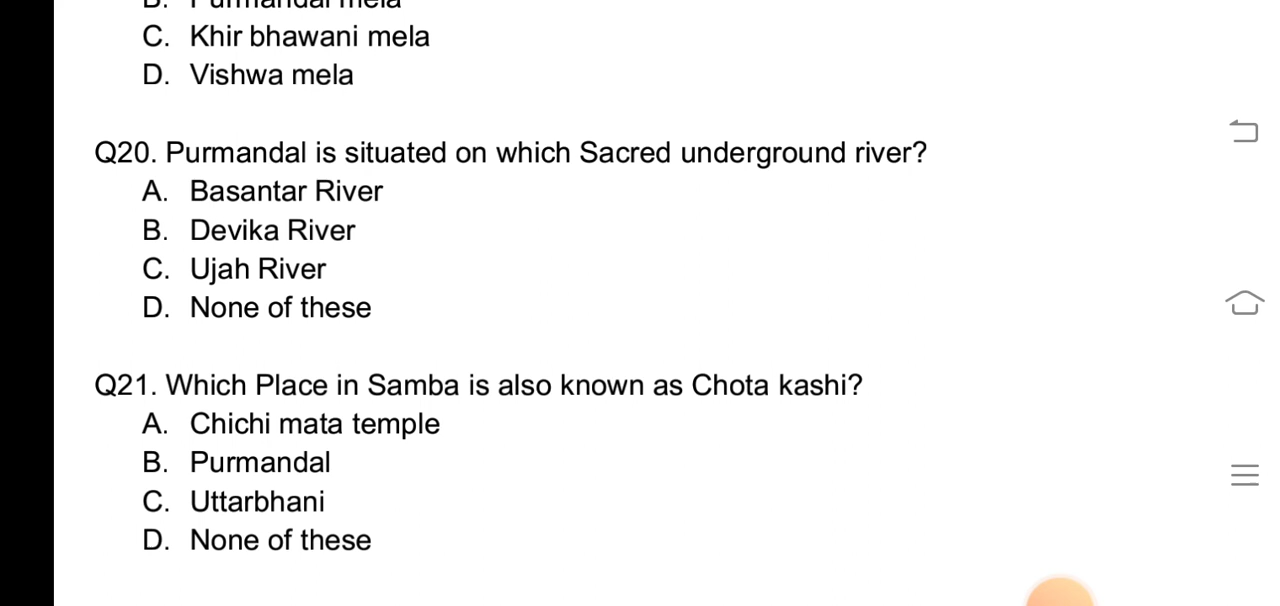 B. Purmandal mela
C. Khir bhawani mela
D. Vishwa mela
Q20. Purmandal is situated on which Sacred underground river?
A. Basantar River
B. Devika River
C. Ujah River
D. None of these
Q21. Which Place in Samba is also known as Chota kashi?
A. Chichi mata temple
B. Purmandal
C. Uttarbhani
D. None of these